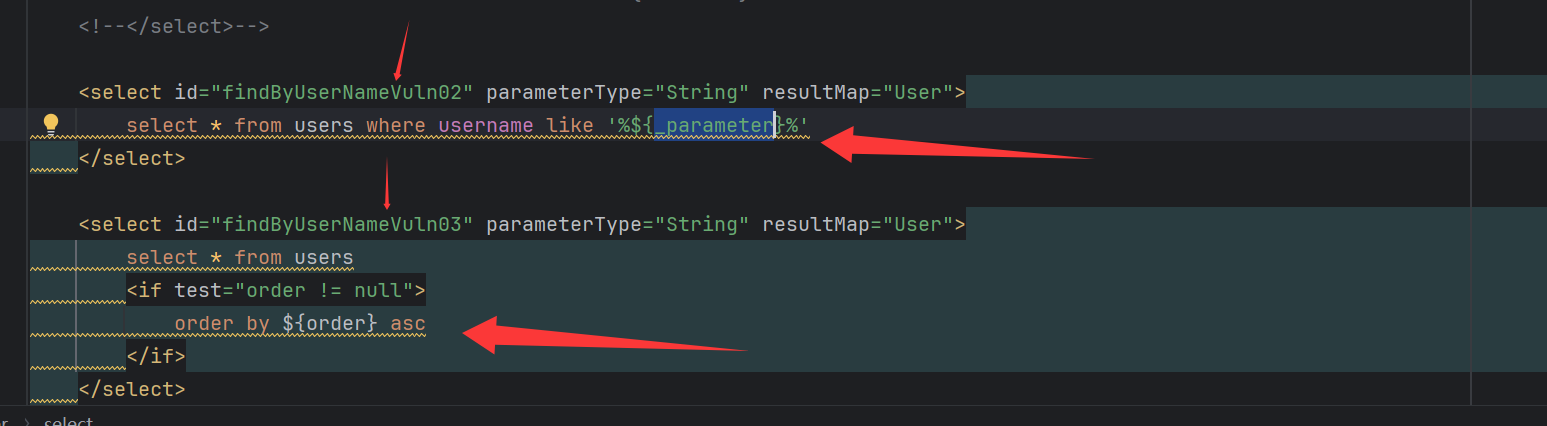 <!--</select>-->
<select id="findByUserNameVuln02" parameterType="String" resultMap="User">
select * from users where username like '%${_parameter}%'
</select>
<select id="findByUserNameVuln03" parameterType="String" resultMap="User">
select * from users
<if test="order != null">
order by ${order} asc
</if>
</select>
select